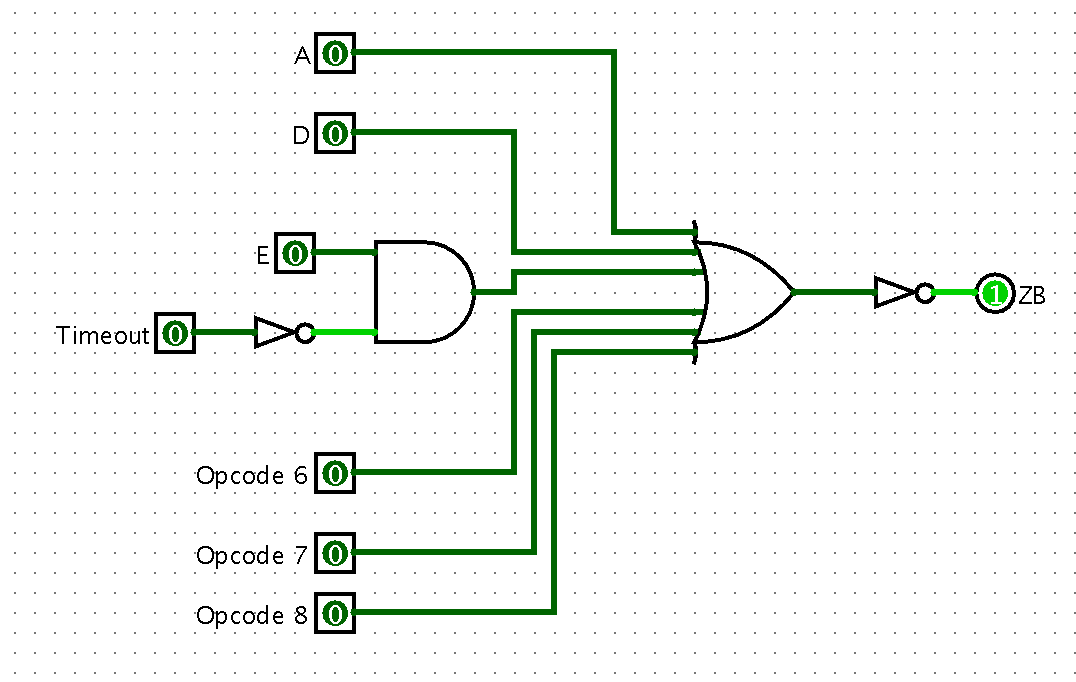 A 0
D 0
E 0
Timeout 0
1 ZB
Opcode 6 0
Opcode 7 0
Opcode 8 0